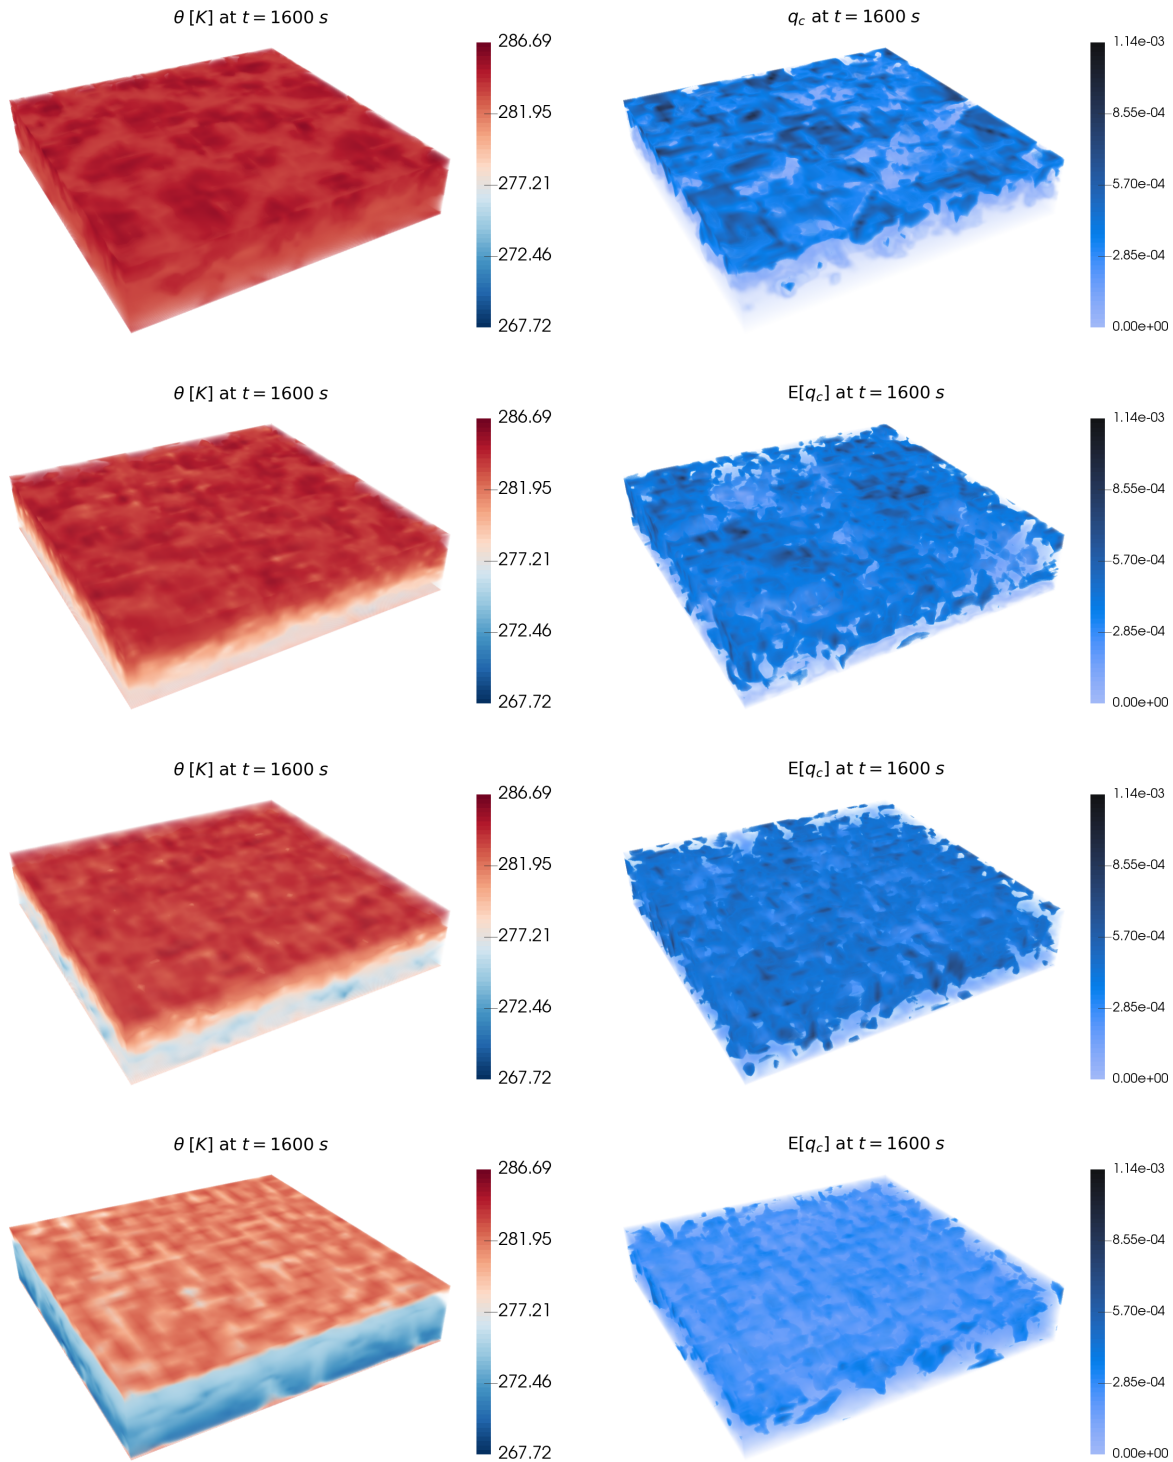 θ [K] at t = 1600 s
q_c at t = 1600 s
286.69
281.95
277.21
272.46
267.72
1.14e-03
8.55e-04
5.70e-04
2.85e-04
0.00e+00
θ [K] at t = 1600 s
E[q_c] at t = 1600 s
286.69
281.95
277.21
272.46
267.72
1.14e-03
8.55e-04
5.70e-04
2.85e-04
0.00e+00
θ [K] at t = 1600 s
E[q_c] at t = 1600 s
286.69
281.95
277.21
272.46
267.72
1.14e-03
8.55e-04
5.70e-04
2.85e-04
0.00e+00
θ [K] at t = 1600 s
E[q_c] at t = 1600 s
286.69
281.95
277.21
272.46
267.72
1.14e-03
8.55e-04
5.70e-04
2.85e-04
0.00e+00